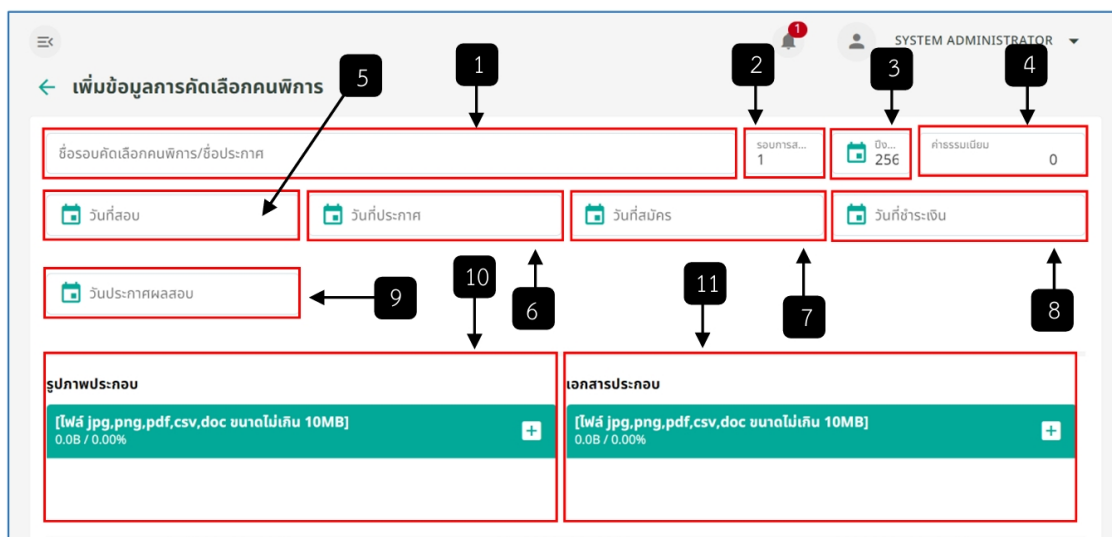 1
SYSTEM ADMINISTRATOR
เพิ่มข้อมูลการคัดเลือกคนพิการ
5
1
2
3
4
ชื่อรอบคัดเลือกคนพิการ/ชื่อประกาศ
รอบการส...
1
ปีง...
256
ค่าธรรมเนียม
0
วันที่สอบ
วันที่ประกาศ
วันที่สมัคร
วันที่ชำระเงิน
วันประกาศผลสอบ
9
10
6
11
7
8
รูปภาพประกอบ
[ไฟล์ jpg,png,pdf,csv,doc ขนาดไม่เกิน 10MB]
0.0B / 0.00%
เอกสารประกอบ
[ไฟล์ jpg,png,pdf,csv,doc ขนาดไม่เกิน 10MB]
0.0B / 0.00%